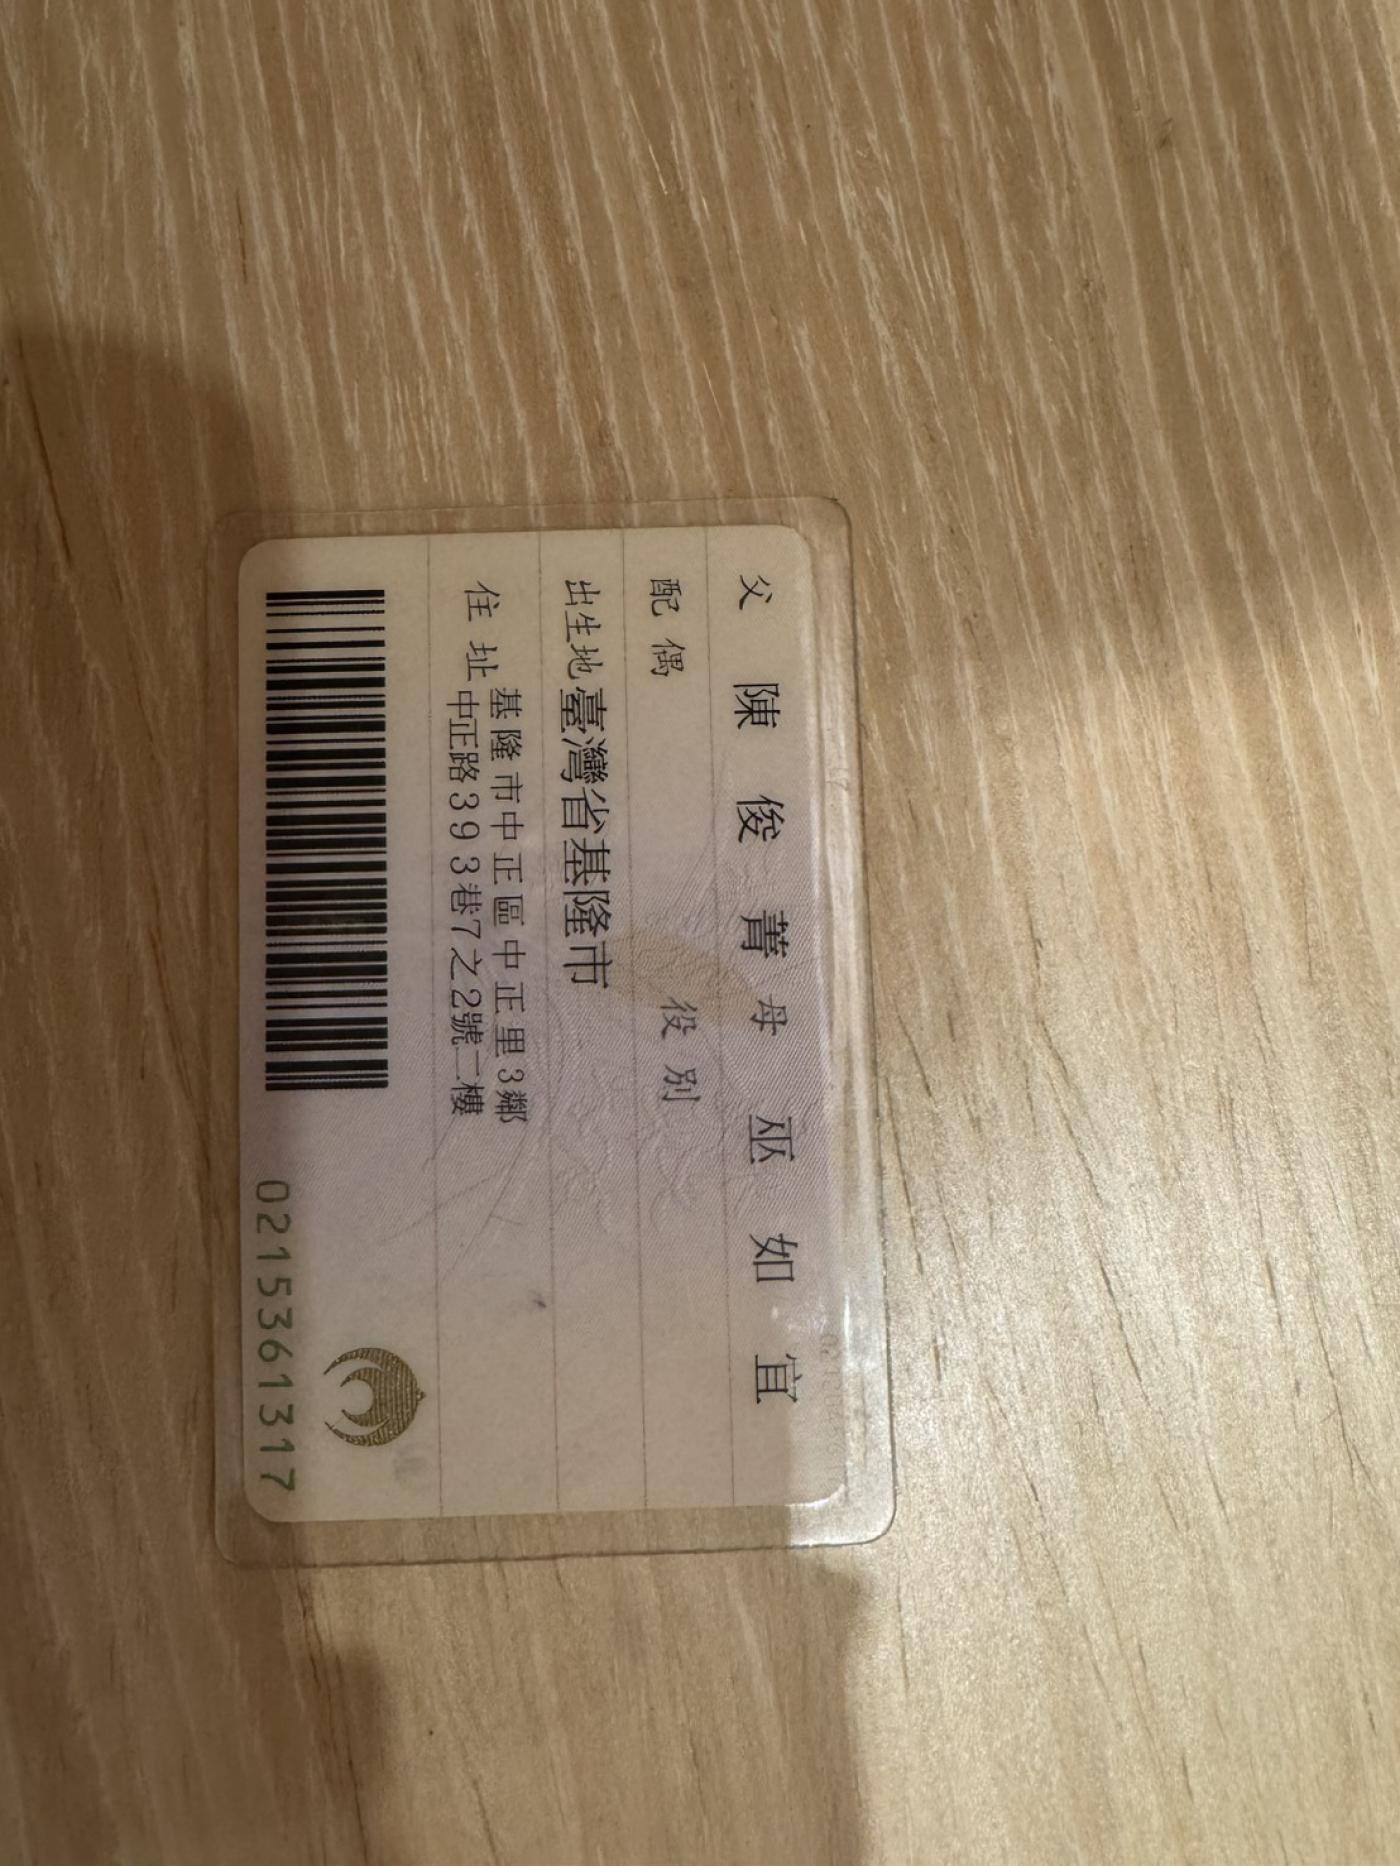 父 陳俊菁 母 巫如宜
配偶 役別
出生地 臺灣省基隆市
住址 基隆市中正區中正里3鄰
中正路393巷7之2號二樓
0215361317